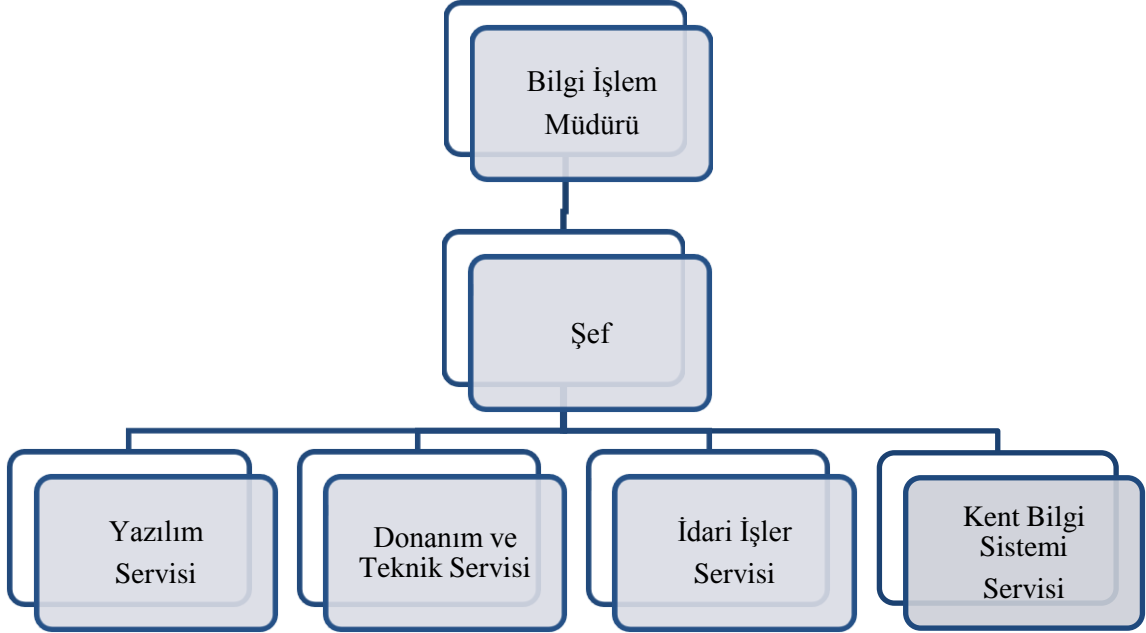 Bilgi İşlem
Müdürü
Şef
Yazılım
Servisi
Donanım ve
Teknik Servisi
İdari İşler
Servisi
Kent Bilgi
Sistemi
Servisi